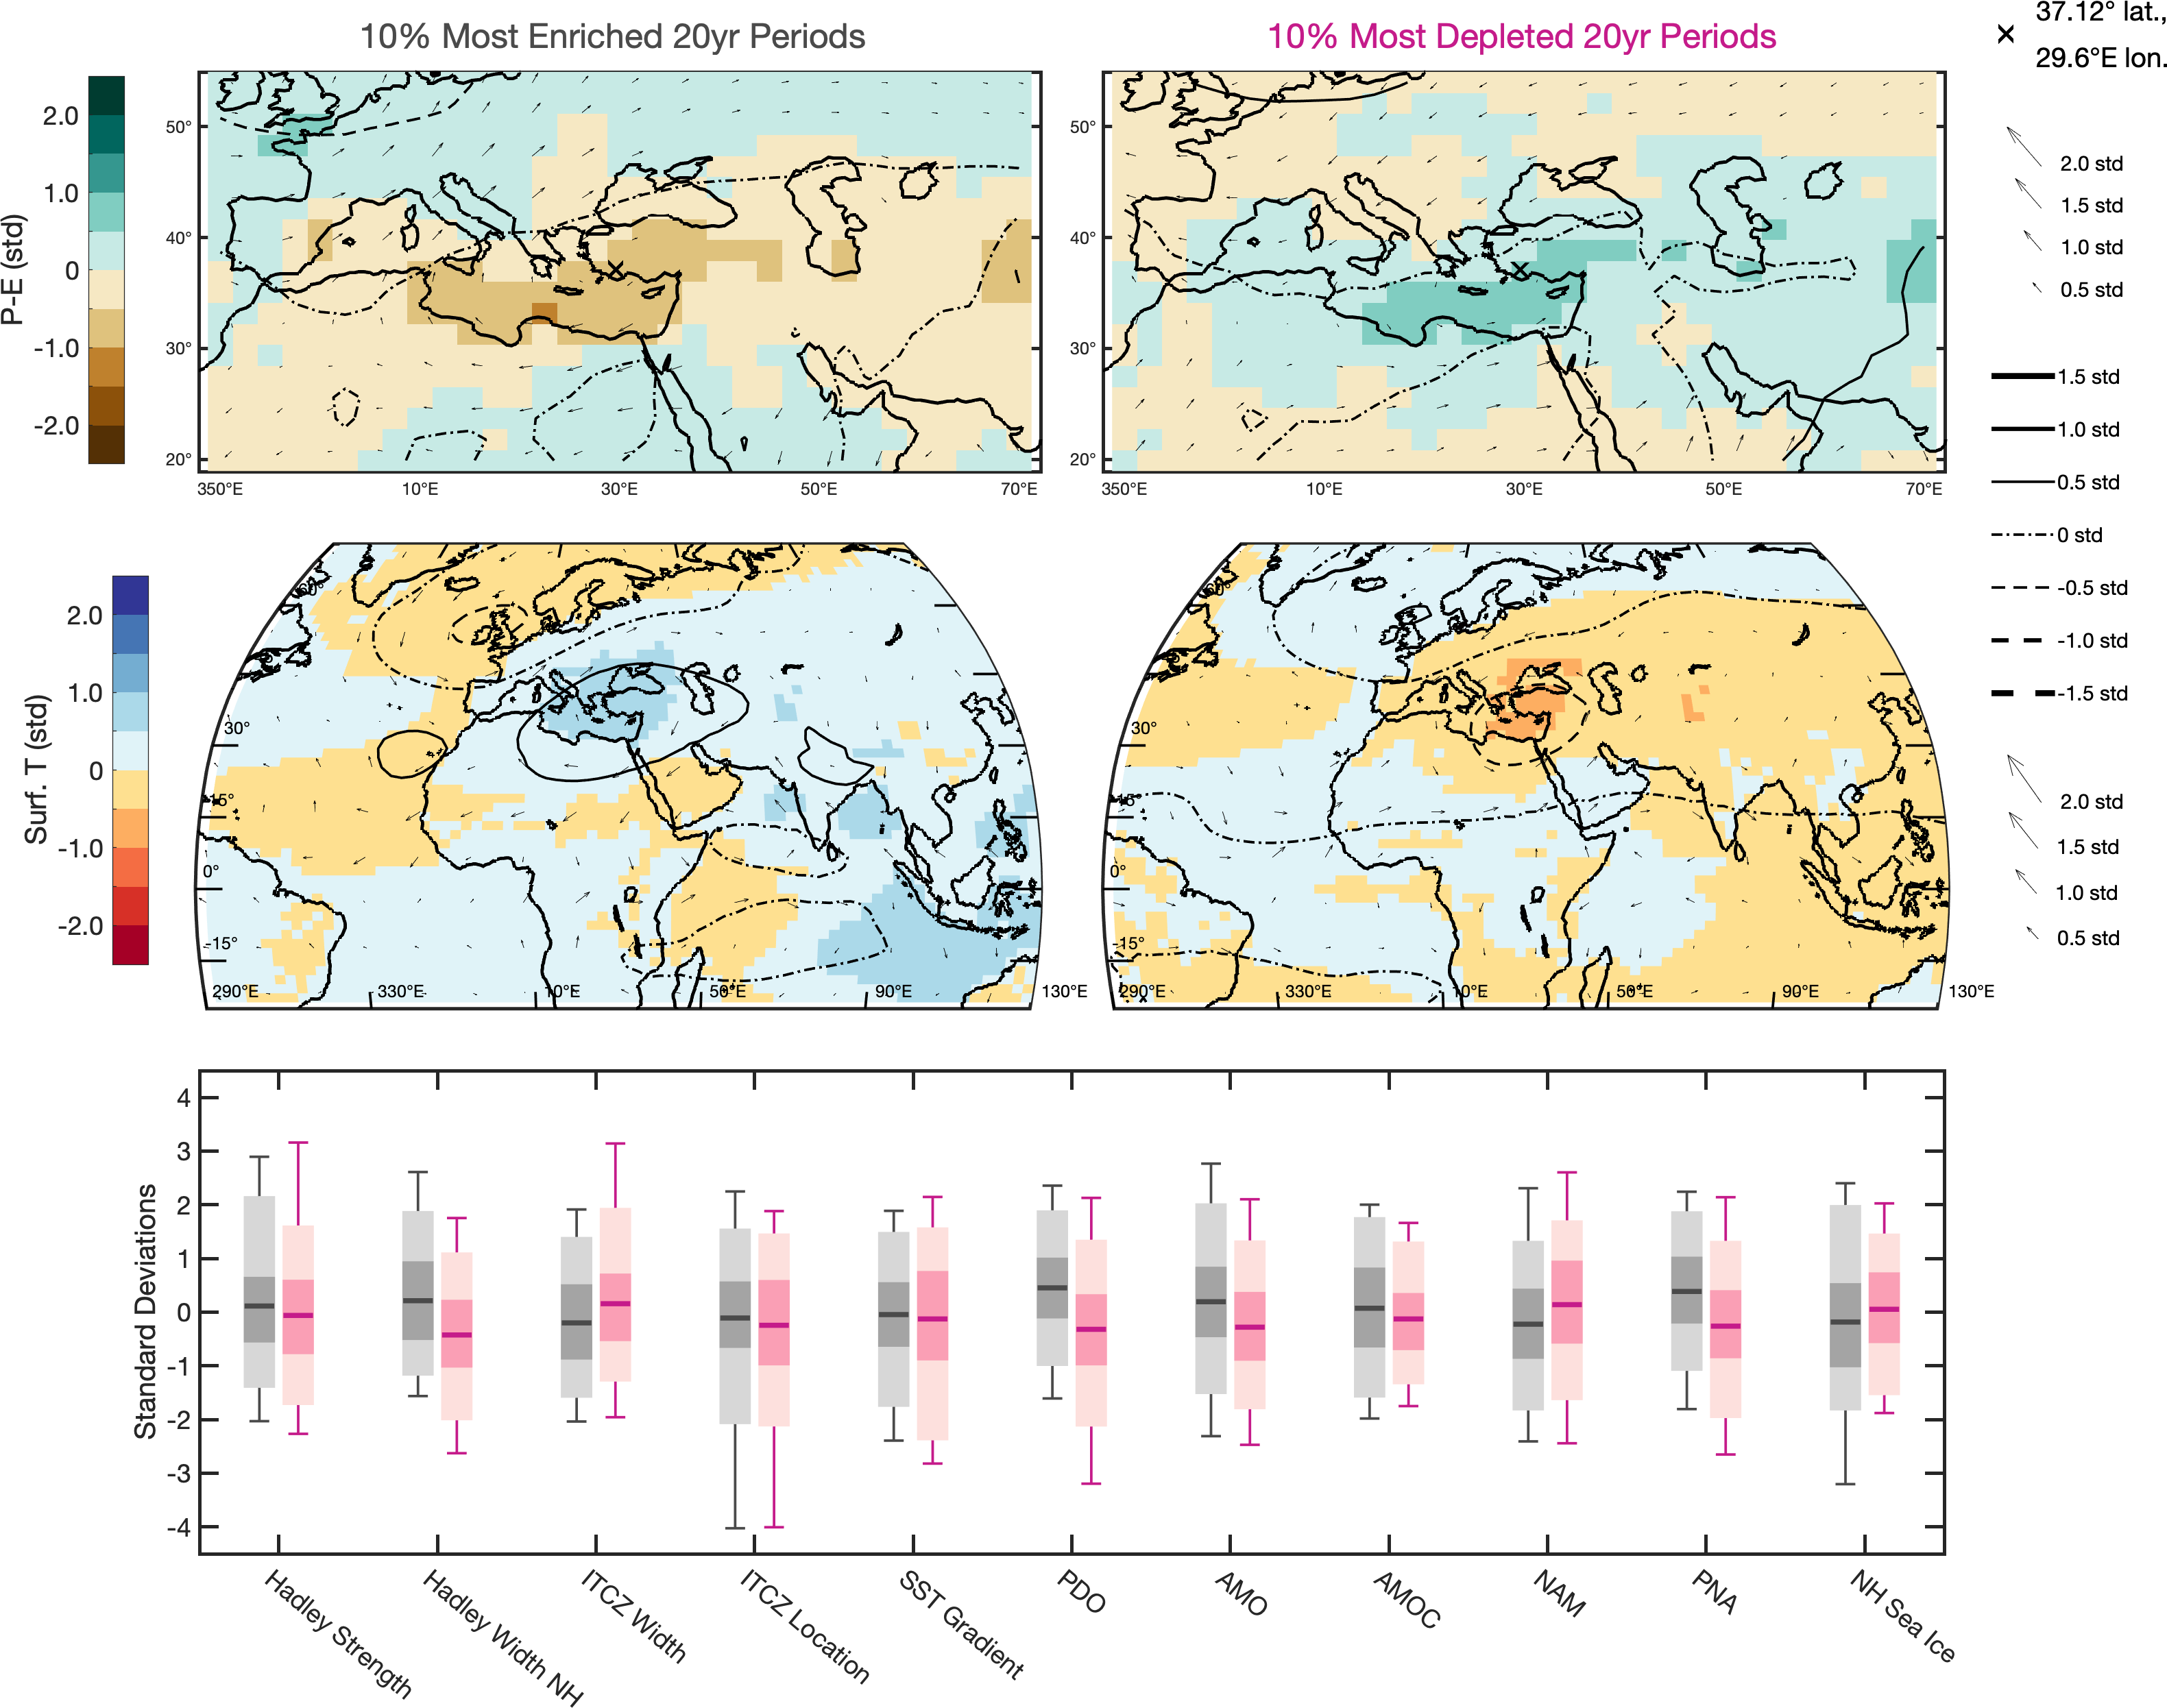 10% Most Enriched 20yr Periods
10% Most Depleted 20yr Periods
37.12° lat.,
29.6°E lon.
P-E (std)
2.0
1.0
0
-1.0
-2.0
50°
40°
30°
20°
350°E
10°E
30°E
50°E
70°E
50°
40°
30°
20°
350°E
10°E
30°E
50°E
70°E
2.0 std
1.5 std
1.0 std
0.5 std
1.5 std
1.0 std
0.5 std
0 std
-0.5 std
-1.0 std
-1.5 std
2.0 std
1.5 std
1.0 std
0.5 std
Surf. T (std)
2.0
1.0
0
-1.0
-2.0
60°
30°
15°
0°
-15°
290°E
330°E
10°E
50°E
90°E
130°E
60°
30°
15°
0°
-15°
290°E
330°E
10°E
50°E
90°E
130°E
Standard Deviations
4
3
2
1
0
-1
-2
-3
-4
Hadley Strength
Hadley Width NH
ITCZ Width
ITCZ Location
SST Gradient
PDO
AMO
AMOC
NAM
PNA
NH Sea Ice